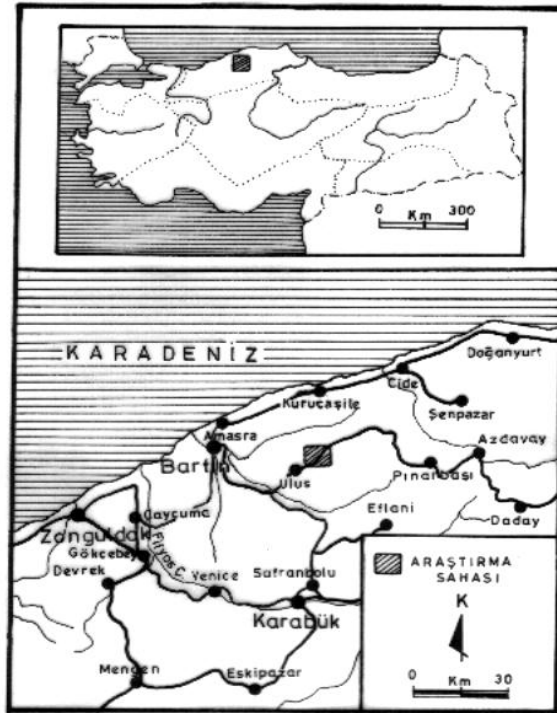 0 Km 300
KARADENİZ
Doğanyurt
Cide
Kuruçaşile
Şenpazar
Amasra
Bartın
Azdavay
Ulus
Pınarbaşı
Eflani
Daday
Çaycuma
Zonguldak
Filyos Ç.
Gökçebey
Devrek
Yenice
Safranbolu
Karabük
Mengen
Eskipazar
ARAŞTIRMA
SAHASI
K
0 Km 30